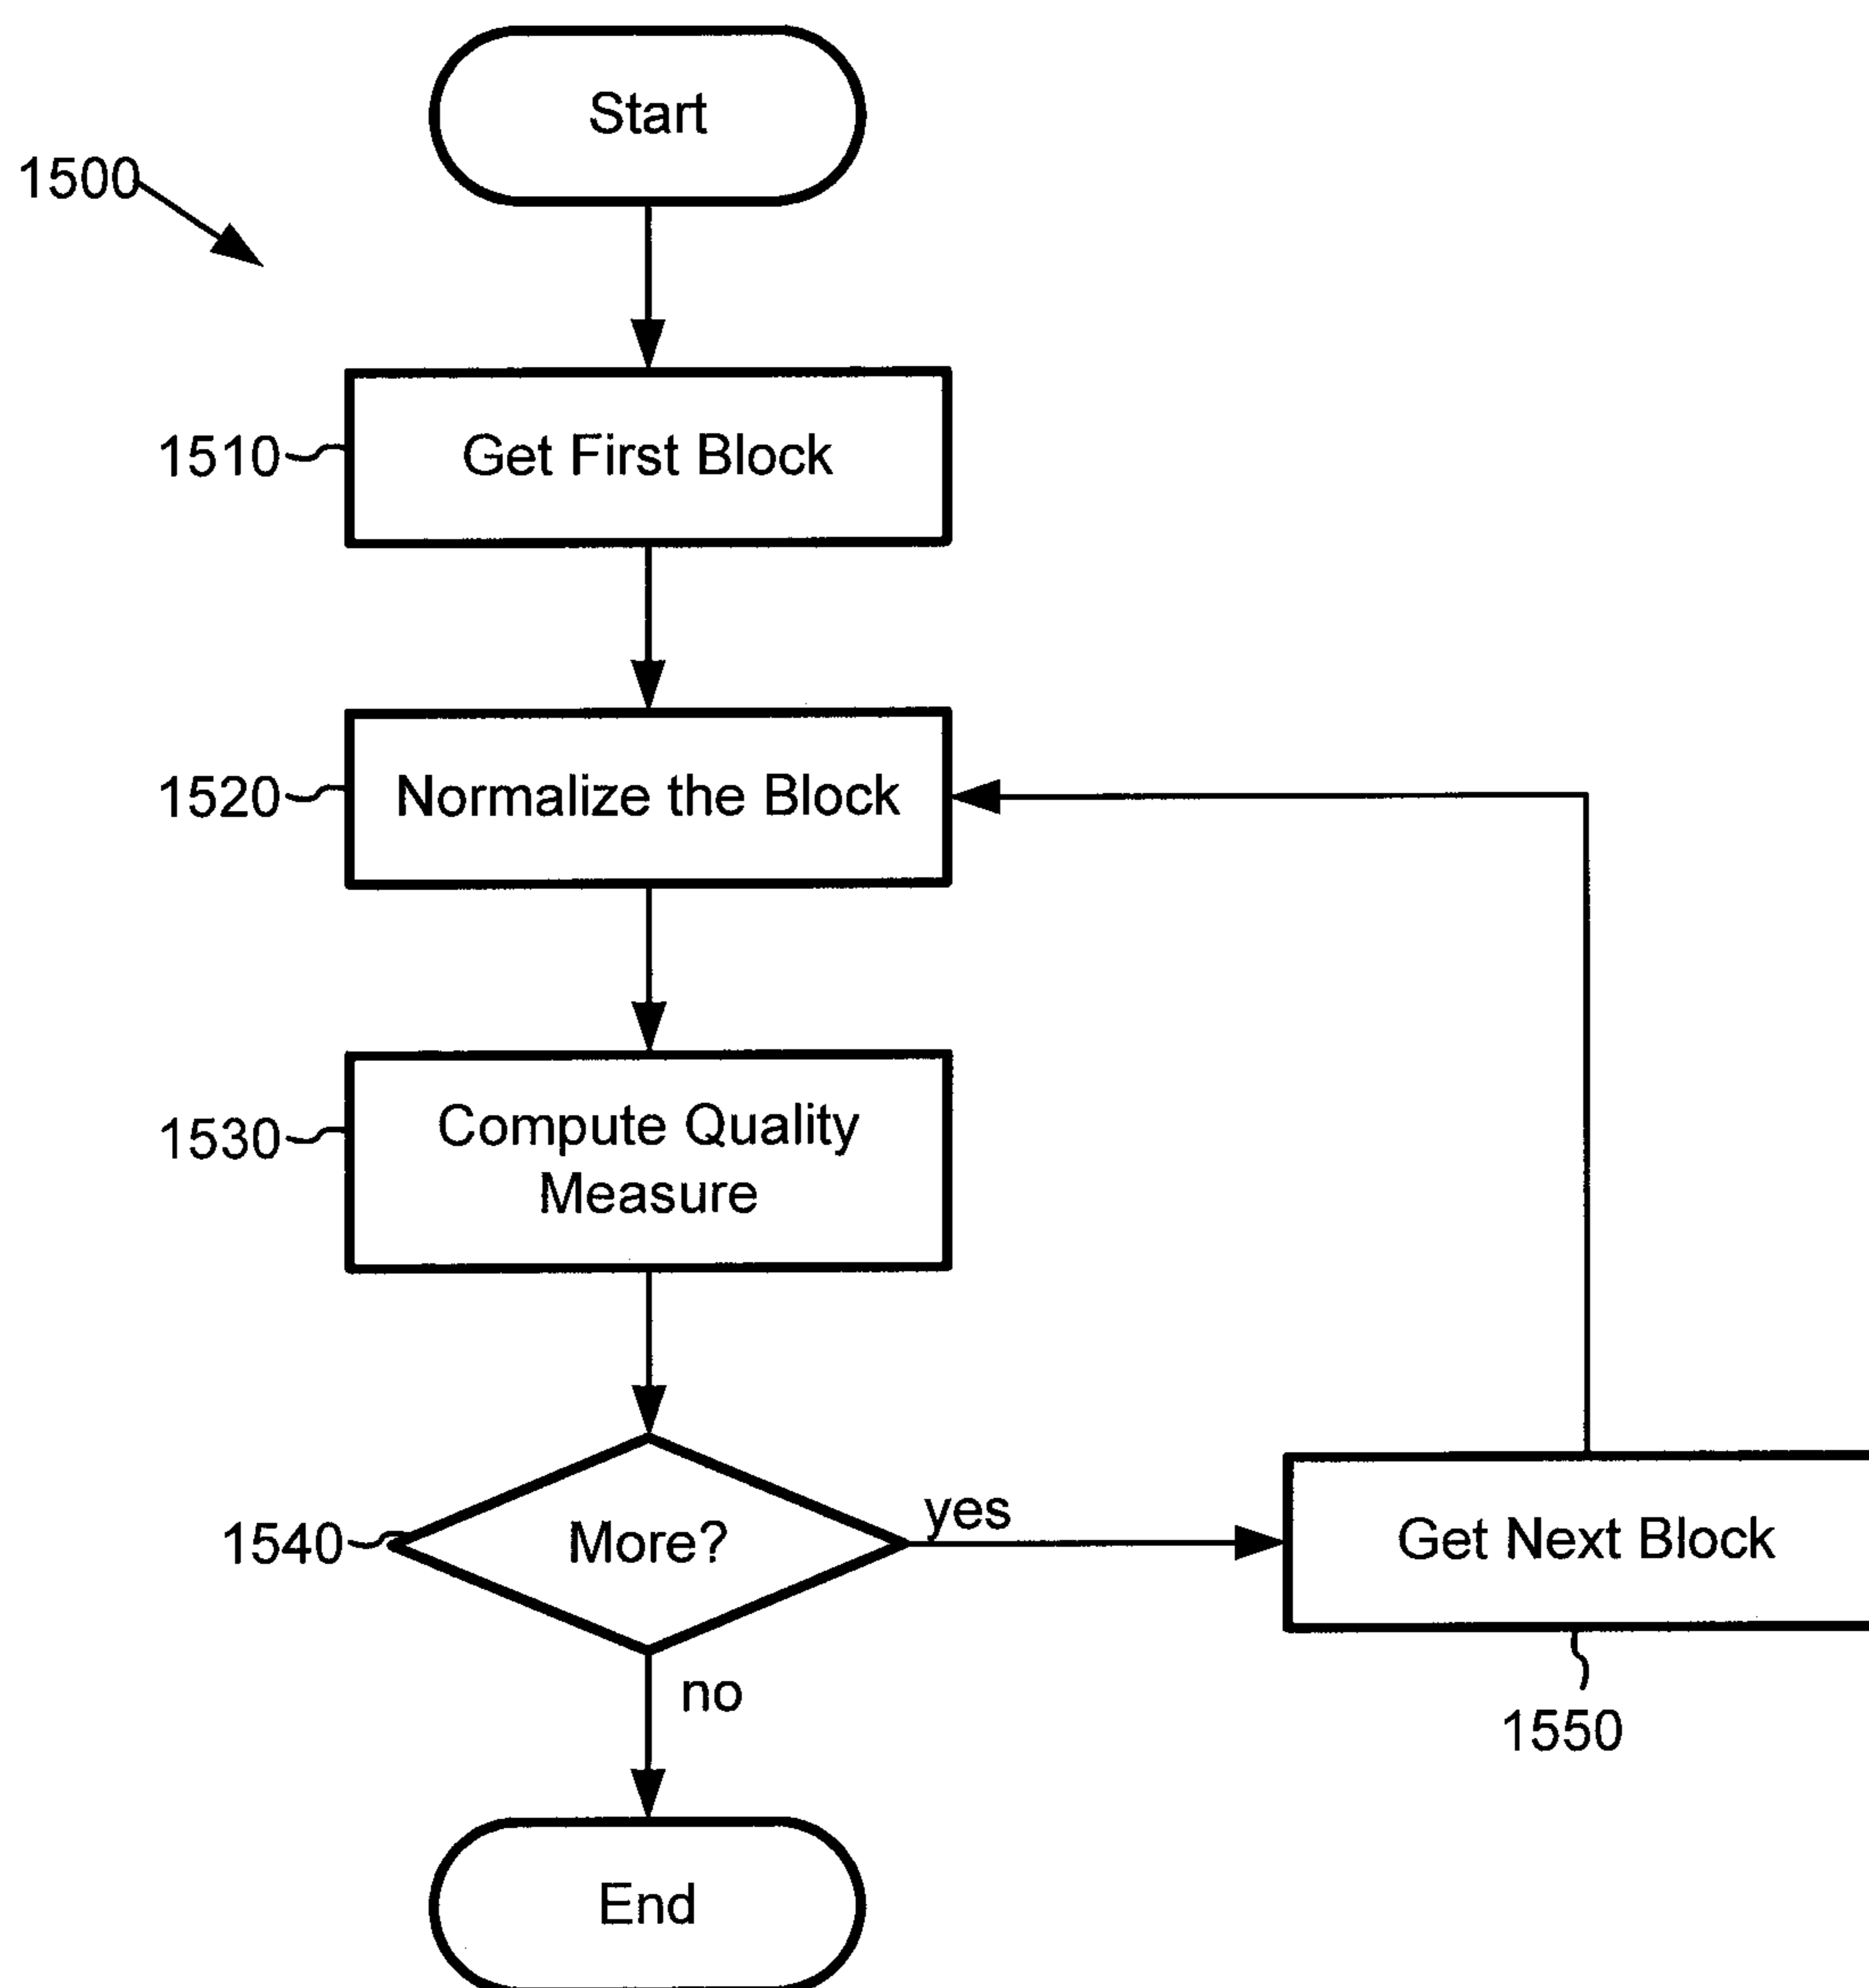 Start
1500
1510
Get First Block
1520
Normalize the Block
1530
Compute Quality
Measure
1540
More?
yes
Get Next Block
no
1550
End